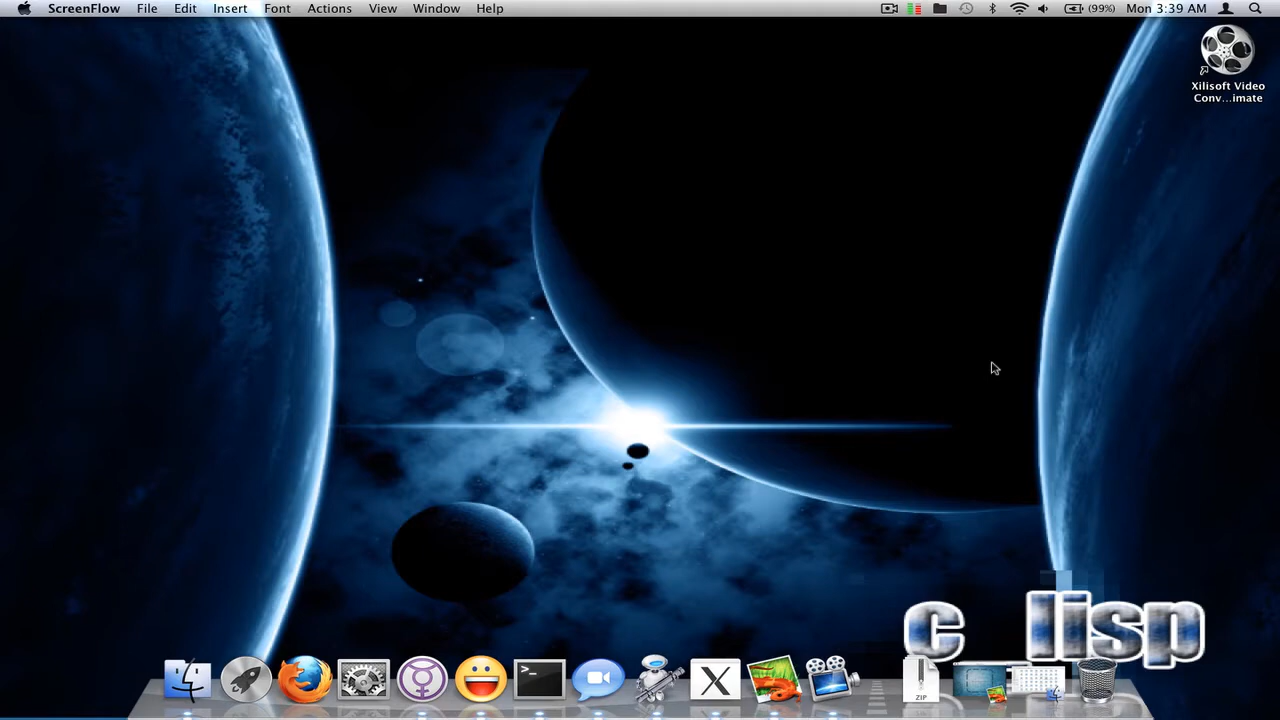 ScreenFlow File Edit Insert Font Actions View Window Help (99%) Mon 3:39 AM
Xilisoft Video
Conv...imate
c lisp
>_
X
ZIP